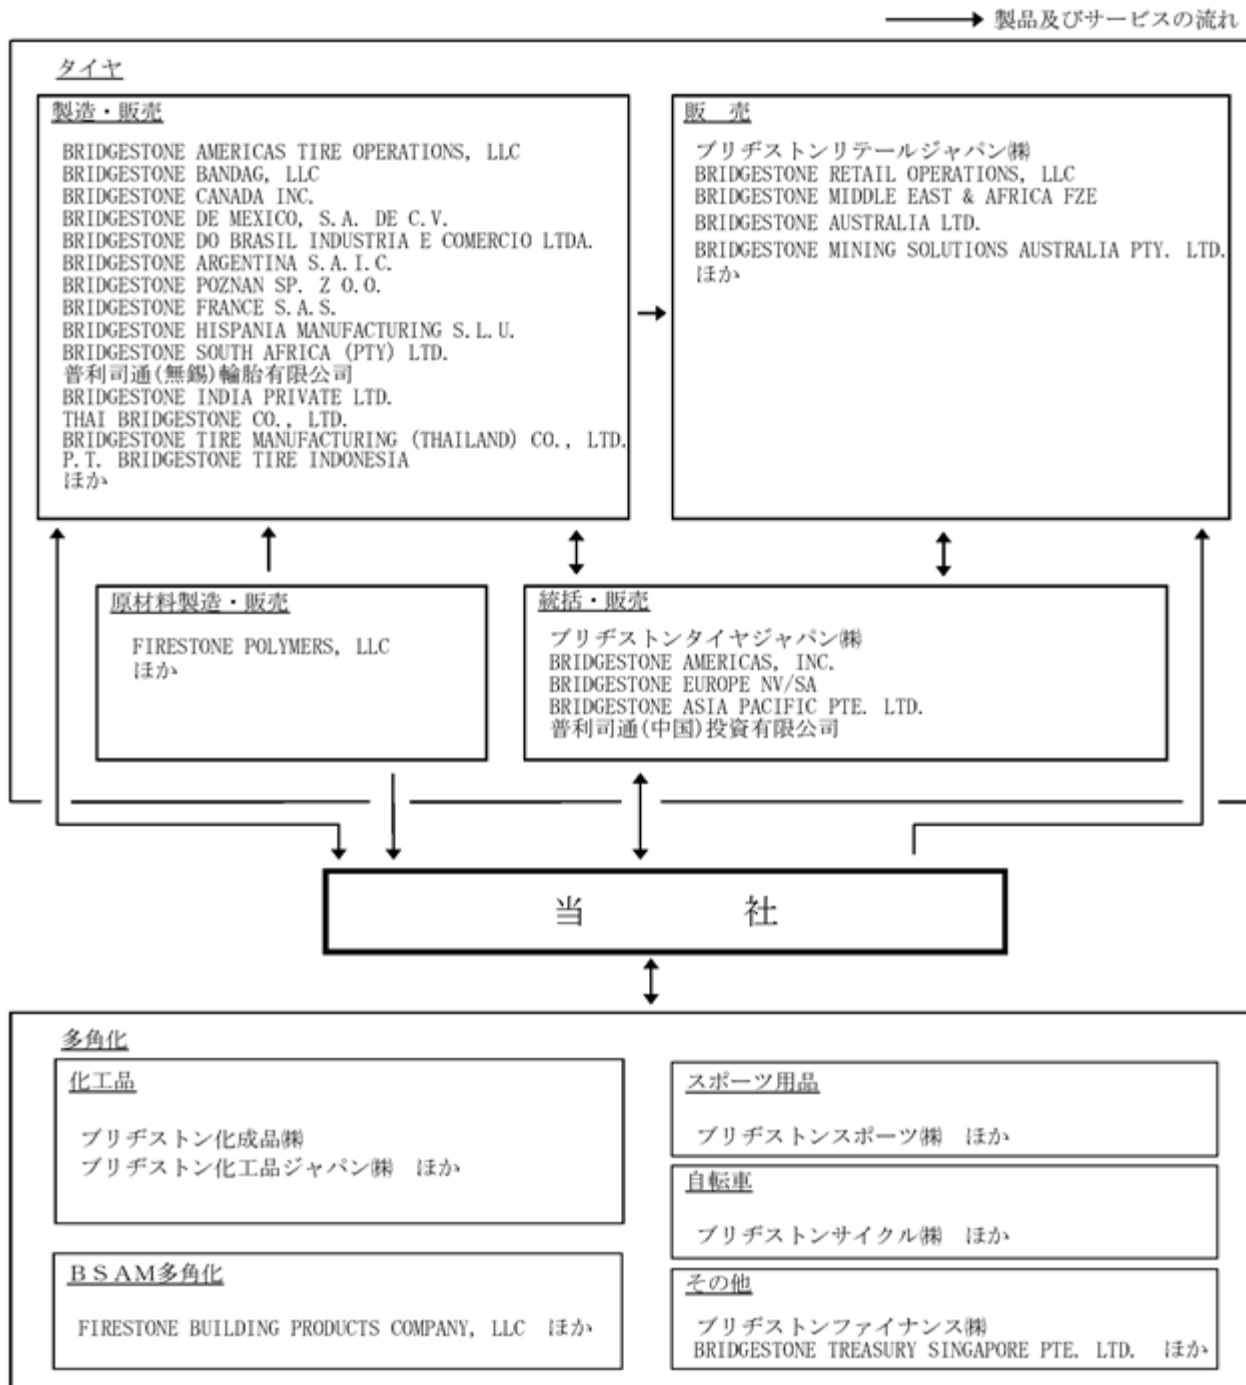 製品及びサービスの流れ
タイヤ
製造・販売
BRIDGESTONE AMERICAS TIRE OPERATIONS, LLC
BRIDGESTONE BANDAG, LLC
BRIDGESTONE CANADA INC.
BRIDGESTONE DE MEXICO, S.A. DE C.V.
BRIDGESTONE DO BRASIL INDUSTRIA E COMERCIO LTDA.
BRIDGESTONE ARGENTINA S.A.I.C.
BRIDGESTONE POZNAN SP. Z O.O.
BRIDGESTONE FRANCE S.A.S.
BRIDGESTONE HISPANIA MANUFACTURING S.L.U.
BRIDGESTONE SOUTH AFRICA (PTY) LTD.
普利司通(無錫)輪胎有限公司
BRIDGESTONE INDIA PRIVATE LTD.
THAI BRIDGESTONE CO., LTD.
BRIDGESTONE TIRE MANUFACTURING (THAILAND) CO., LTD.
P.T. BRIDGESTONE TIRE INDONESIA
ほか
販 売
ブリヂストンリテールジャパン㈱
BRIDGESTONE RETAIL OPERATIONS, LLC
BRIDGESTONE MIDDLE EAST & AFRICA FZE
BRIDGESTONE AUSTRALIA LTD.
BRIDGESTONE MINING SOLUTIONS AUSTRALIA PTY. LTD.
ほか
原材料製造・販売
FIRESTONE POLYMERS, LLC
ほか
統括・販売
ブリヂストンタイヤジャパン㈱
BRIDGESTONE AMERICAS, INC.
BRIDGESTONE EUROPE NV/SA
BRIDGESTONE ASIA PACIFIC PTE. LTD.
普利司通(中国)投資有限公司
当 社
多角化
化工品
ブリヂストン化成品㈱
ブリヂストン化工品ジャパン㈱ ほか
BSAM多角化
FIRESTONE BUILDING PRODUCTS COMPANY, LLC ほか
スポーツ用品
ブリヂストンスポーツ㈱ ほか
自転車
ブリヂストンサイクル㈱ ほか
その他
ブリヂストンファイナンス㈱
BRIDGESTONE TREASURY SINGAPORE PTE. LTD. ほか